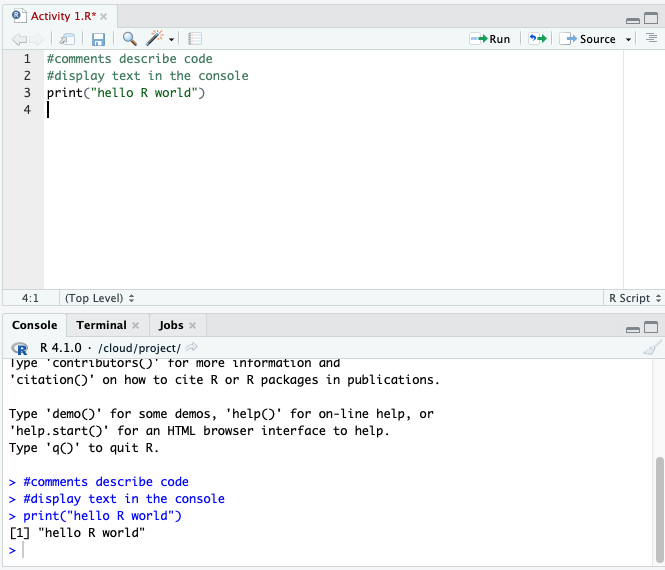 Activity 1.R*
Run
Source
1 #comments describe code
2 #display text in the console
3 print("hello R world")
4
4:1 (Top Level) R Script
Console Terminal Jobs
R 4.1.0 · /cloud/project/
Type 'contributors()' for more information and
'citation()' on how to cite R or R packages in publications.
Type 'demo()' for some demos, 'help()' for on-line help, or
'help.start()' for an HTML browser interface to help.
Type 'q()' to quit R.
> #comments describe code
> #display text in the console
> print("hello R world")
[1] "hello R world"
>